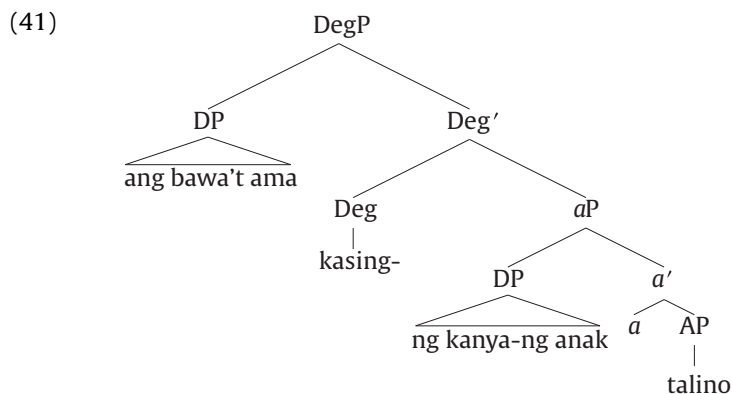 (41) DegP
DP Deg′
ang bawa't ama
Deg aP
kasing-
DP a′
ng kanya-ng anak a AP
talino